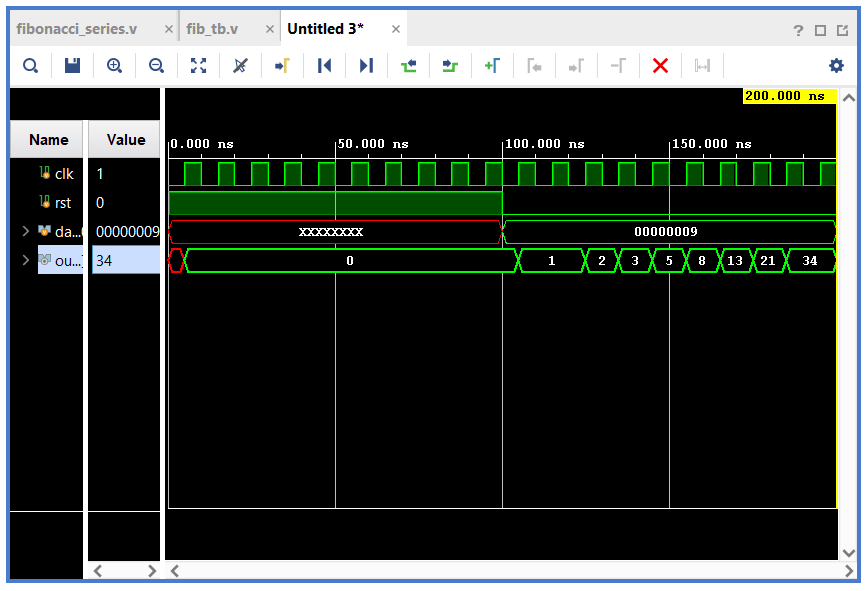 fibonacci_series.v × fib_tb.v × Untitled 3* ×
?
200.000 ns
Name Value 0.000 ns 50.000 ns 100.000 ns 150.000 ns
clk 1
rst 0
da...0 00000009 XXXXXXXX 00000009
ou...] 34 0 1 2 3 5 8 13 21 34